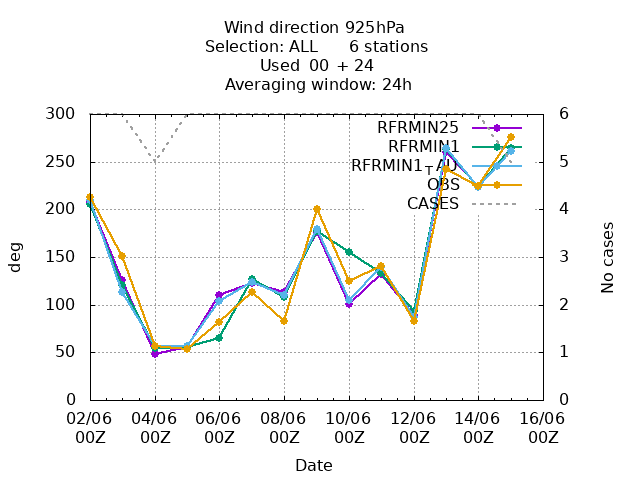 Wind direction 925hPa
Selection: ALL 6 stations
Used 00 + 24
Averaging window: 24h
300 6
RFRMIN25
RFRMIN1
250 5
RFRMIN1TAU
OBS
200 4
CASES
deg
150 3
No cases
100 2
50 1
0 0
02/06 04/06 06/06 08/06 10/06 12/06 14/06 16/06
00Z 00Z 00Z 00Z 00Z 00Z 00Z 00Z
Date